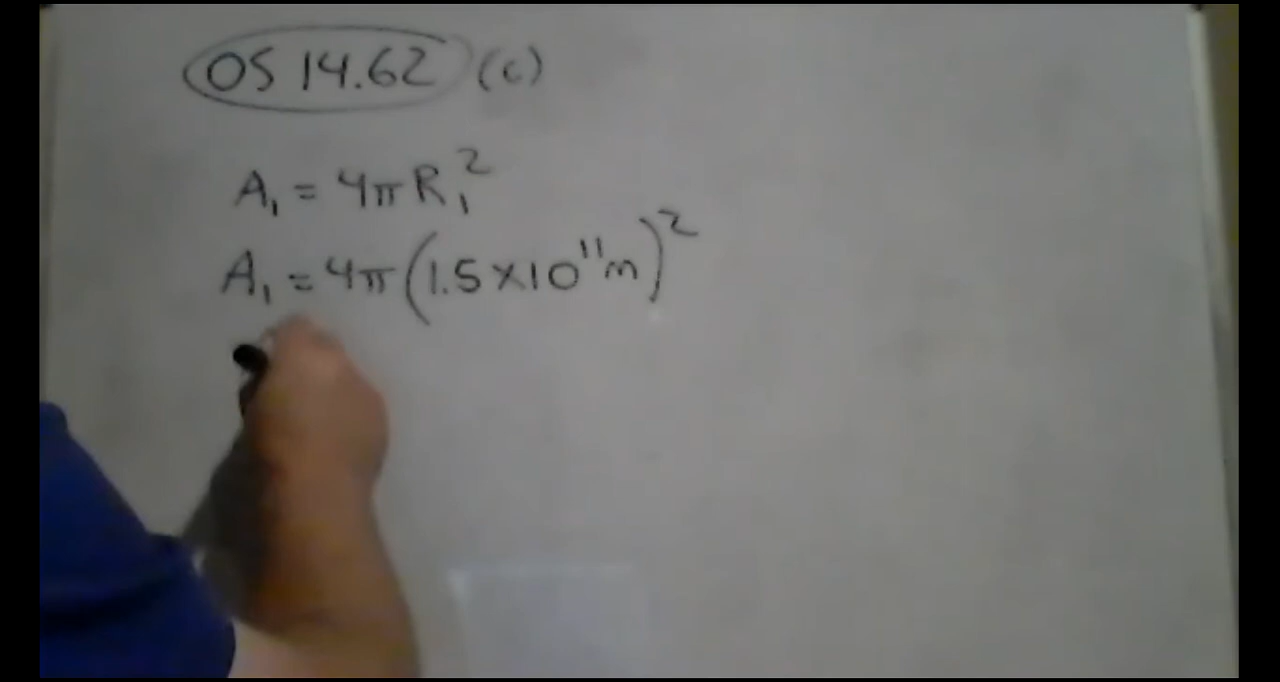 OS 14.62 (c)
A₁ = 4πR₁²
A₁ = 4π(1.5×10¹¹m)²